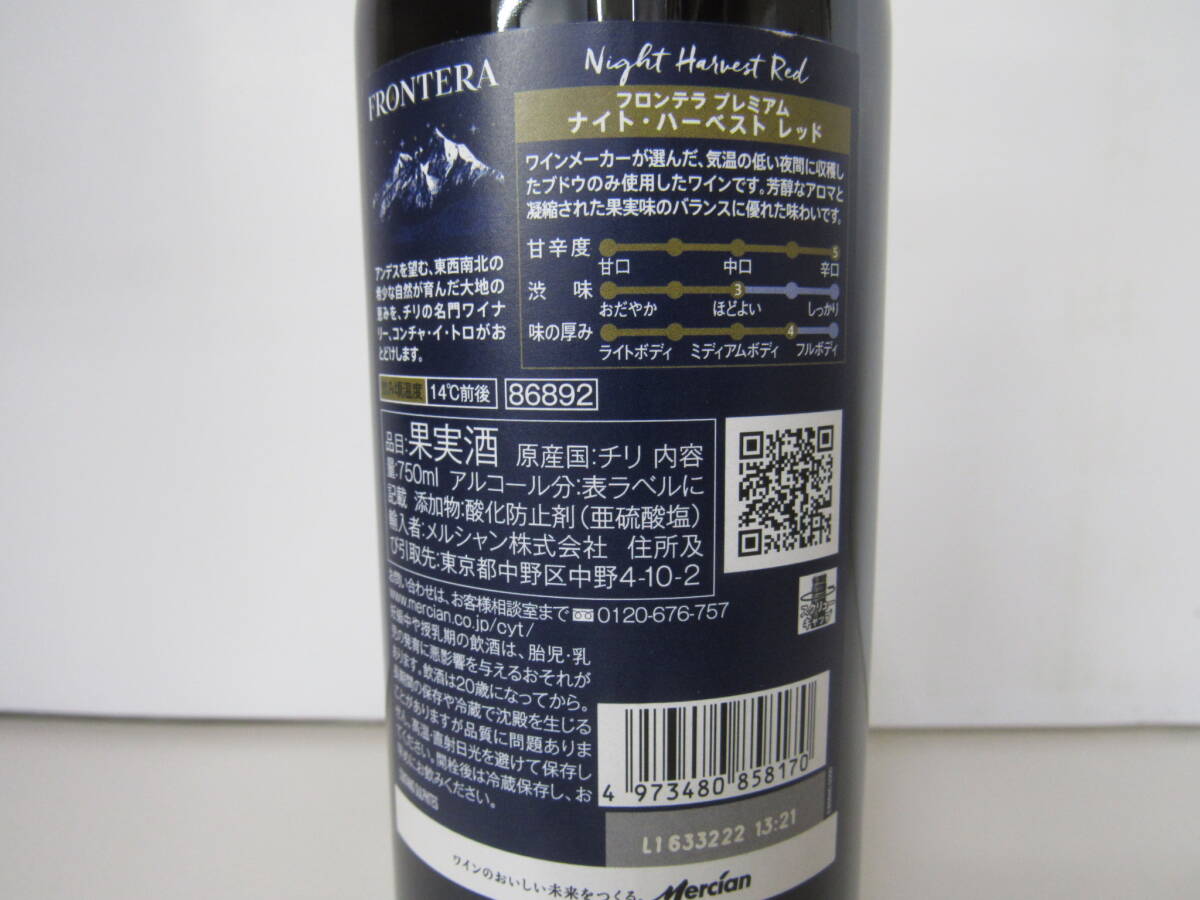 FRONTERA
Night Harvest Red
フロンテラ プレミアム
ナイト・ハーベスト レッド
ワインメーカーが選んだ、気温の低い夜間に収穫し
たブドウのみ使用したワインです。芳醇なアロマと
凝縮された果実味のバランスに優れた味わいです。
甘辛度 5
甘口 中口 辛口
渋味 3
おだやか ほどよい しっかり
味の厚み 4
ライトボディ ミディアムボディ フルボディ
アンデスを望む、東西南北の
希少な自然が育んだ大地の
恵みを、チリの名門ワイナ
リー、コンチャ・イ・トロがお
とどけします。
温度 14℃前後 86892
品目:果実酒 原産国:チリ 内容
量:750ml アルコール分:表ラベルに
記載 添加物:酸化防止剤(亜硫酸塩)
輸入者:メルシャン株式会社 住所及
び引取先:東京都中野区中野4-10-2
お問い合わせは、お客様相談室まで 0120-676-757
www.mercian.co.jp/cyt/
妊娠中や授乳期の飲酒は、胎児・乳
児の発育に悪影響を与えるおそれが
あります。飲酒は20歳になってから。
長期間の保存や冷蔵で沈殿を生じる
ことがありますが品質に問題ありま
せん。高温・直射日光を避けて保存し
てください。開栓後は冷蔵保存し、お
早めにお飲みください。
スクリュー
キャップ
4 973480 858170
L1633222 13:21
ワインのおいしい未来をつくる。 Mercian